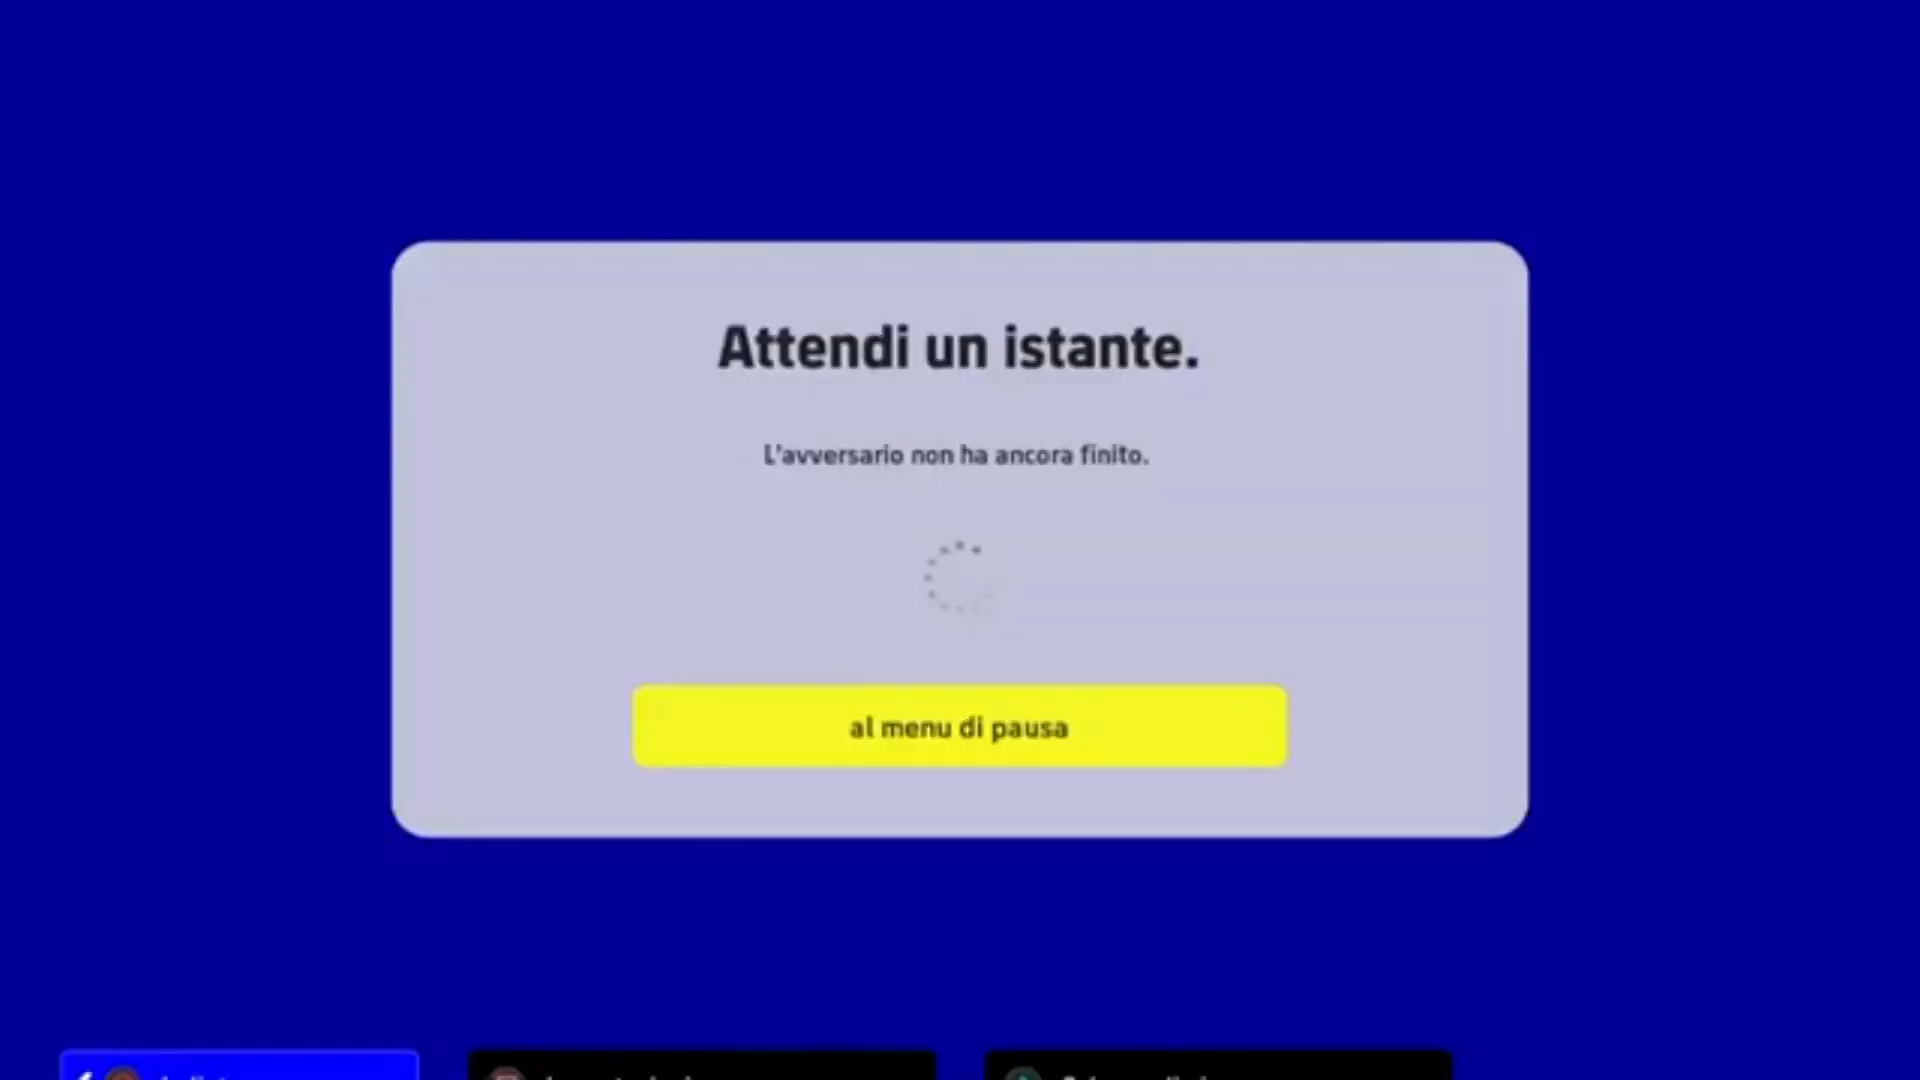 Attendi un istante.
L'avversario non ha ancora finito.
al menu di pausa